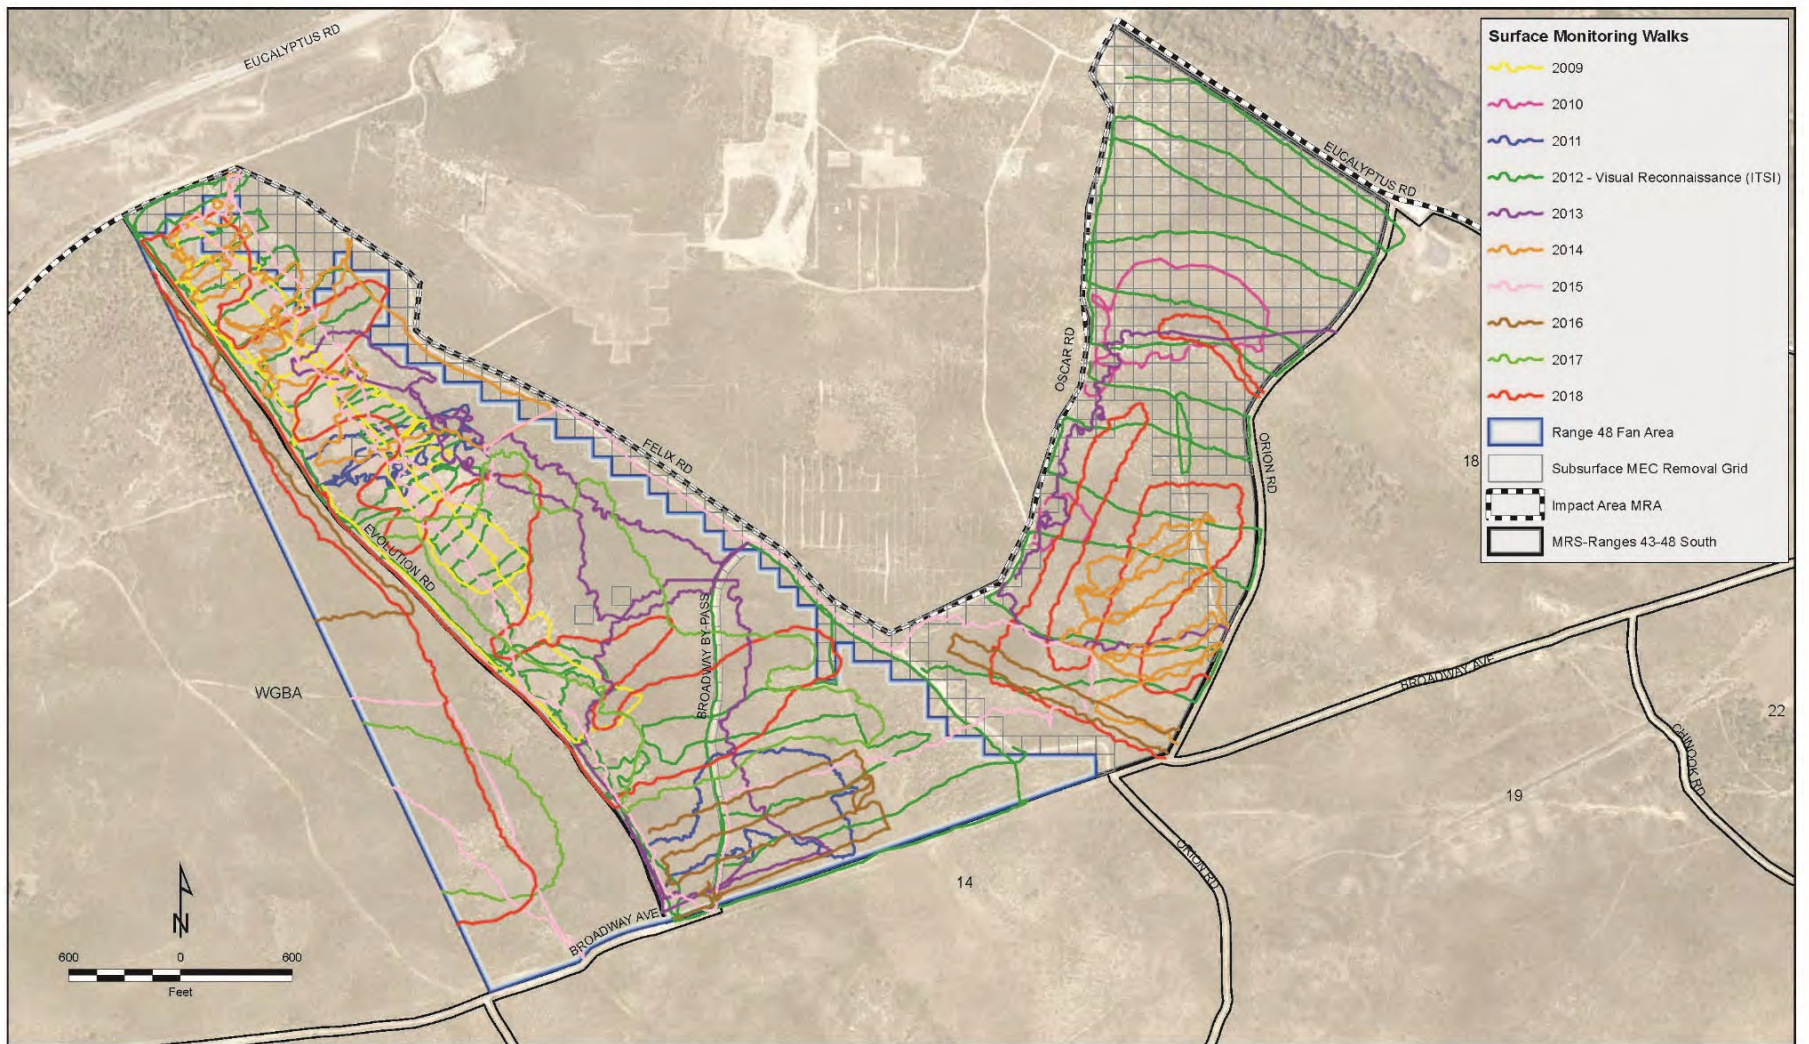 EUCALYPTUS RD
Surface Monitoring Walks
2009
2010
2011
2012 - Visual Reconnaissance (ITSI)
2013
2014
2015
2016
2017
2018
Range 48 Fan Area
Subsurface MEC Removal Grid
Impact Area MRA
MRS-Ranges 43-48 South
EUCALYPTUS RD
OSCAR RD
FELIX RD
ORION RD
18
EVOLUTION RD
BROADWAY BY-PASS
WGBA
BROADWAY AVE
22
CHINOOK RD
19
ORION RD
14
N
BROADWAY AVE
600 0 600
Feet